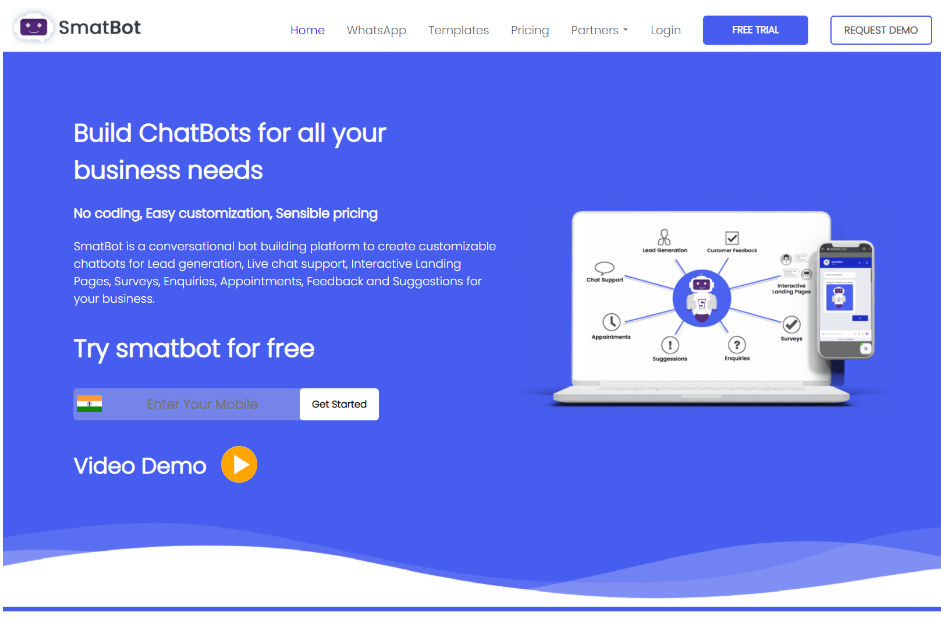 SmatBot
Home
WhatsApp
Templates
Pricing
Partners
Login
FREE TRIAL
REQUEST DEMO
Build ChatBots for all your
business needs
No coding, Easy customization, Sensible pricing
SmatBot is a conversational bot building platform to create customizable
chatbots for Lead generation, Live chat support, Interactive Landing
Pages, Surveys, Enquiries, Appointments, Feedback and Suggestions for
your business.
Try smatbot for free
Enter Your Mobile
Get Started
Video Demo
Lead Generation
Customer Feedback
Chat Support
Interactive
Landing Pages
Appointments
Surveys
Suggessions
Enquiries